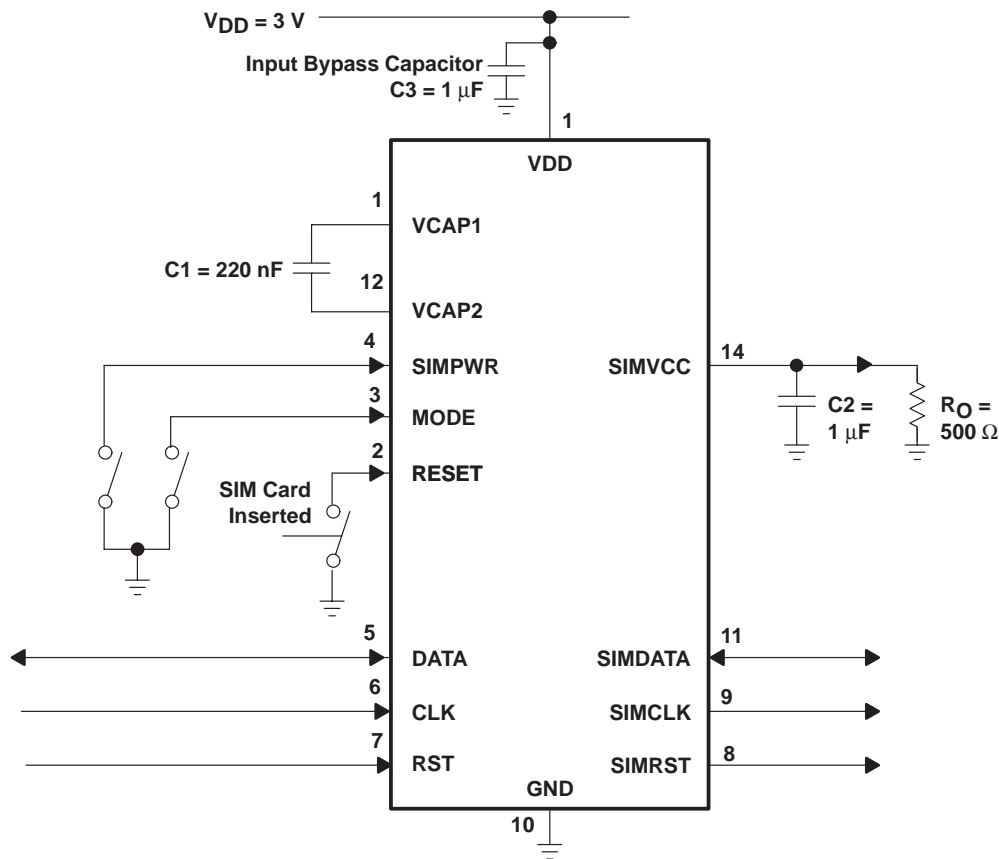 VDD = 3 V
Input Bypass Capacitor
C3 = 1 μF
1
VDD
1
VCAP1
C1 = 220 nF
12
VCAP2
4
SIMPWR
SIMVCC
14
3
MODE
C2 =
1 μF
RO =
500 Ω
2
RESET
SIM Card
Inserted
5
DATA
SIMDATA
11
6
CLK
SIMCLK
9
7
RST
SIMRST
8
GND
10